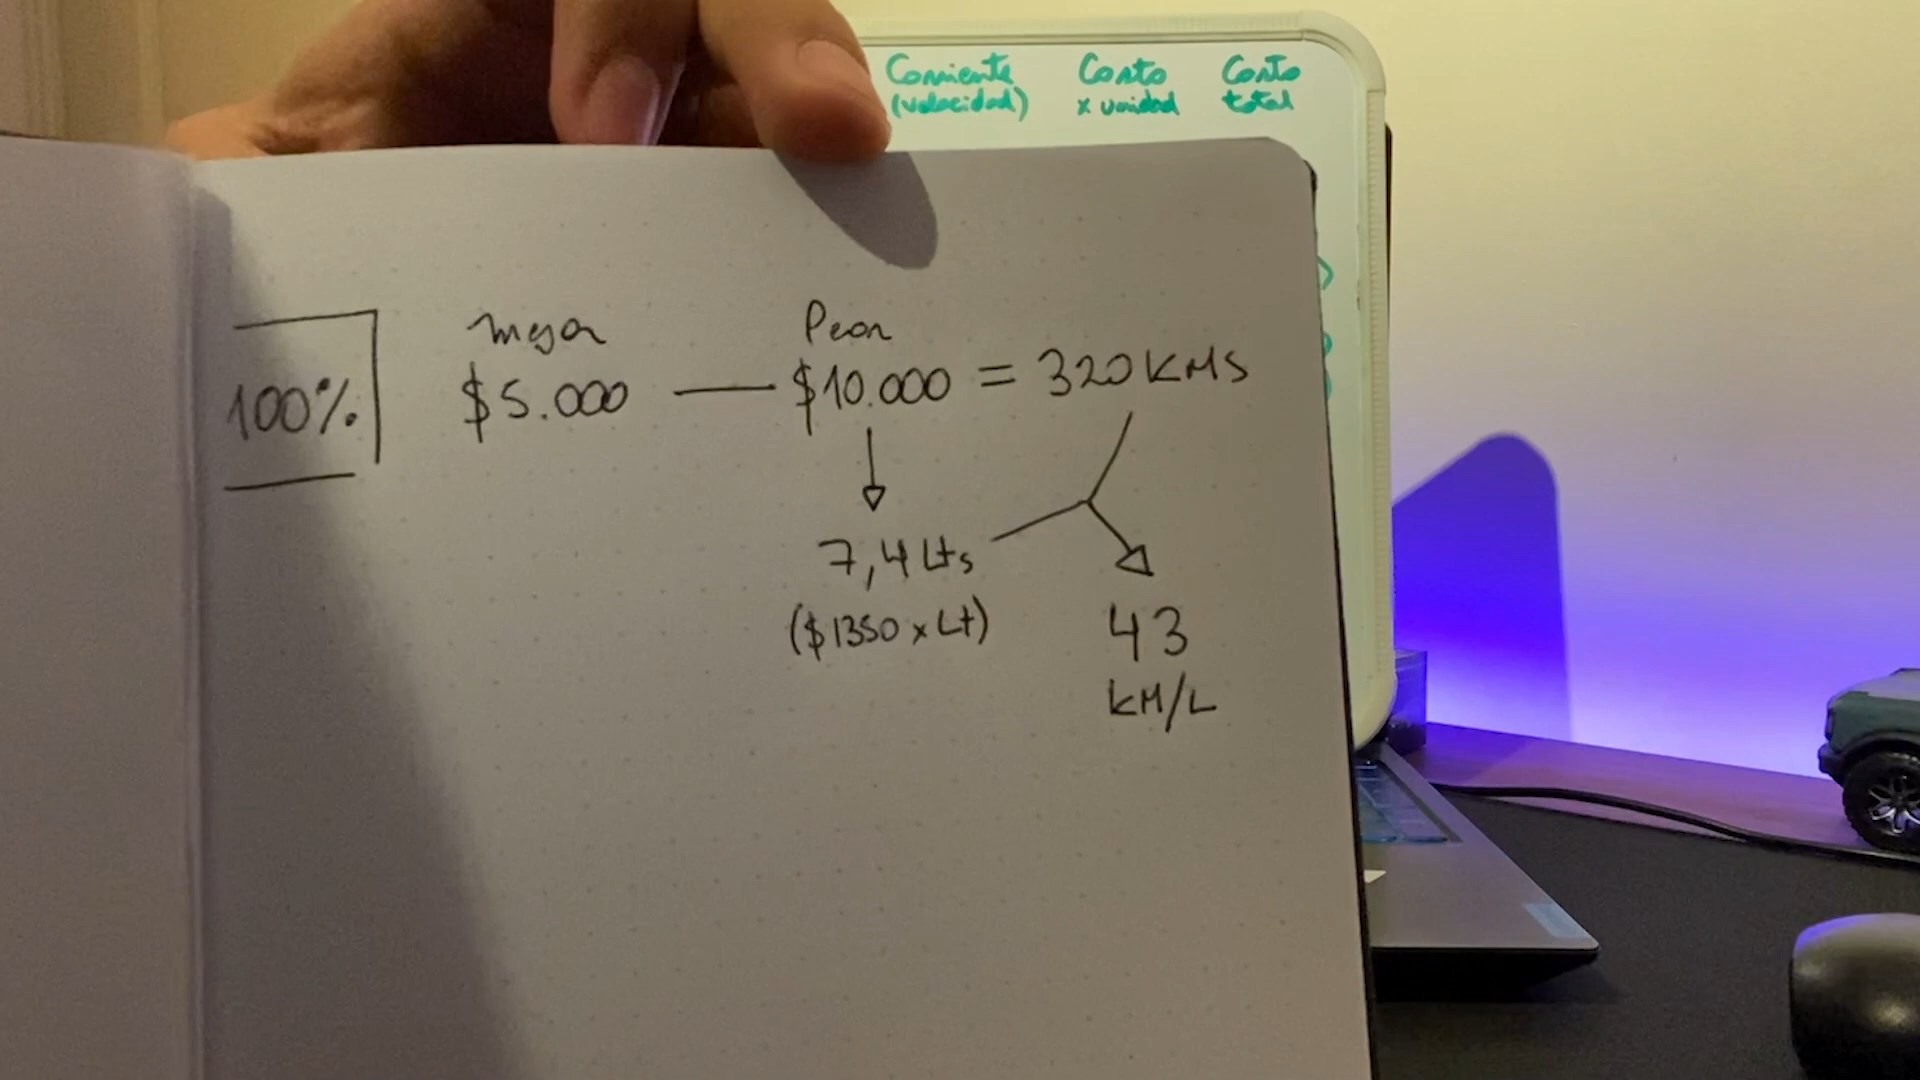 Corriente Costo Costo
(velocidad) x unidad total
Mejor Peor
100% $5.000 — $10.000 = 320 KMS
7,4 Lts
($1350 x Lt) 43
KM/L